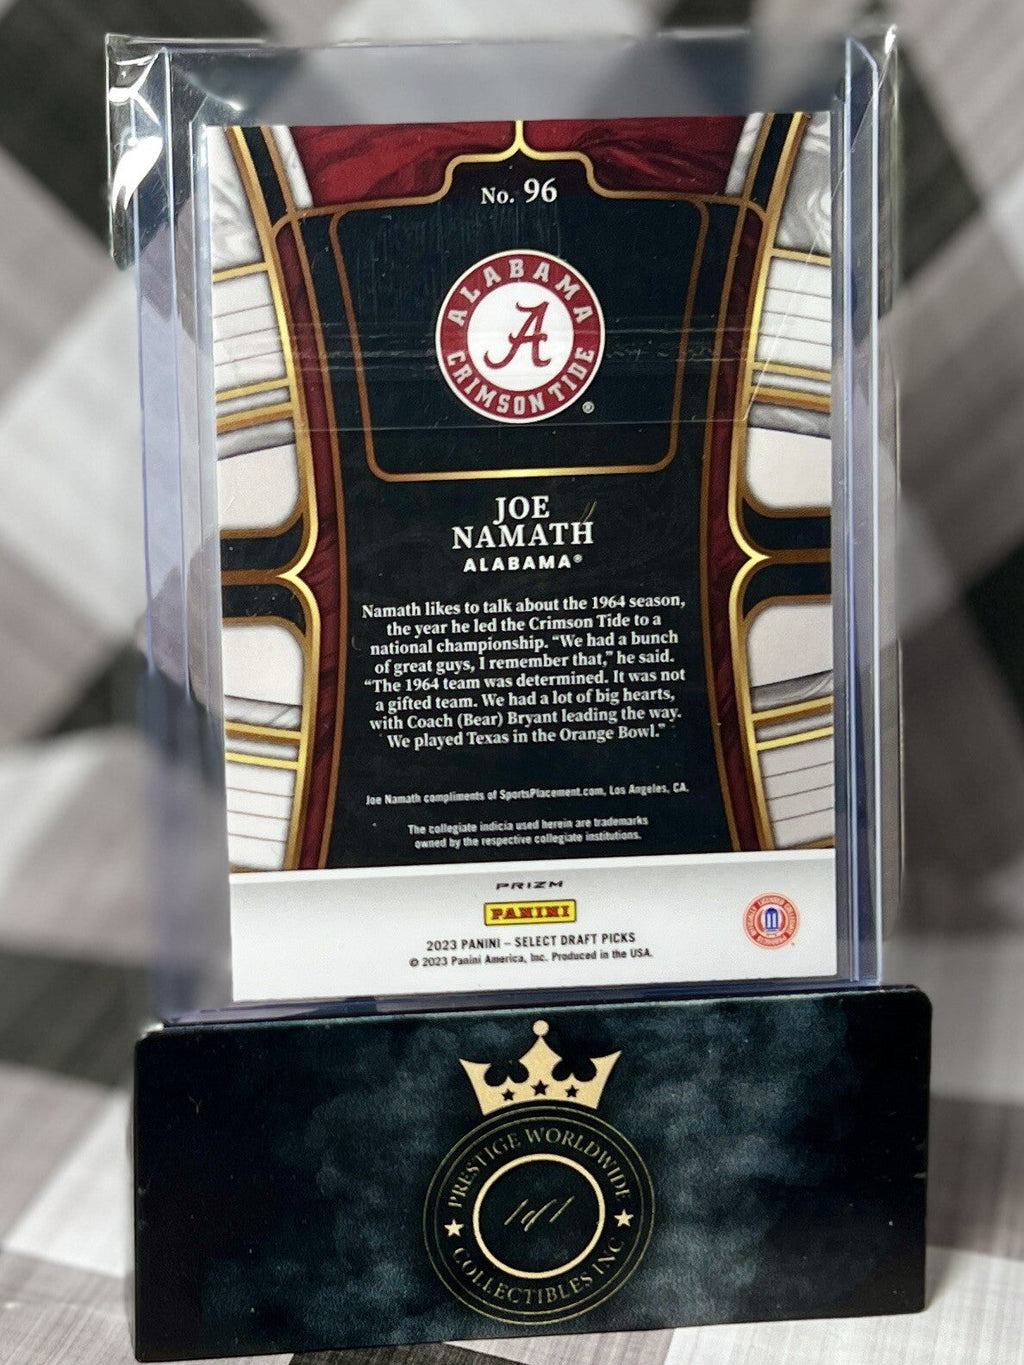 No. 96
ALABAMA
CRIMSON TIDE
A
®
JOE
NAMATH
ALABAMA®
Namath likes to talk about the 1964 season,
the year he led the Crimson Tide to a
national championship. “We had a bunch
of great guys, I remember that,” he said.
“The 1964 team was determined. It was not
a gifted team. We had a lot of big hearts,
with Coach (Bear) Bryant leading the way.
We played Texas in the Orange Bowl.”
Joe Namath compliments of SportsPlacement.com, Los Angeles, CA.
The collegiate indicia used herein are trademarks
owned by the respective collegiate institutions.
PRIZM
PANINI
2023 PANINI – SELECT DRAFT PICKS
© 2023 Panini America, Inc. Produced in the USA.
OFFICIALLY LICENSED COLLEGIATE PRODUCTS
PRESTIGE WORLDWIDE
1 of 1
COLLECTIBLES INC